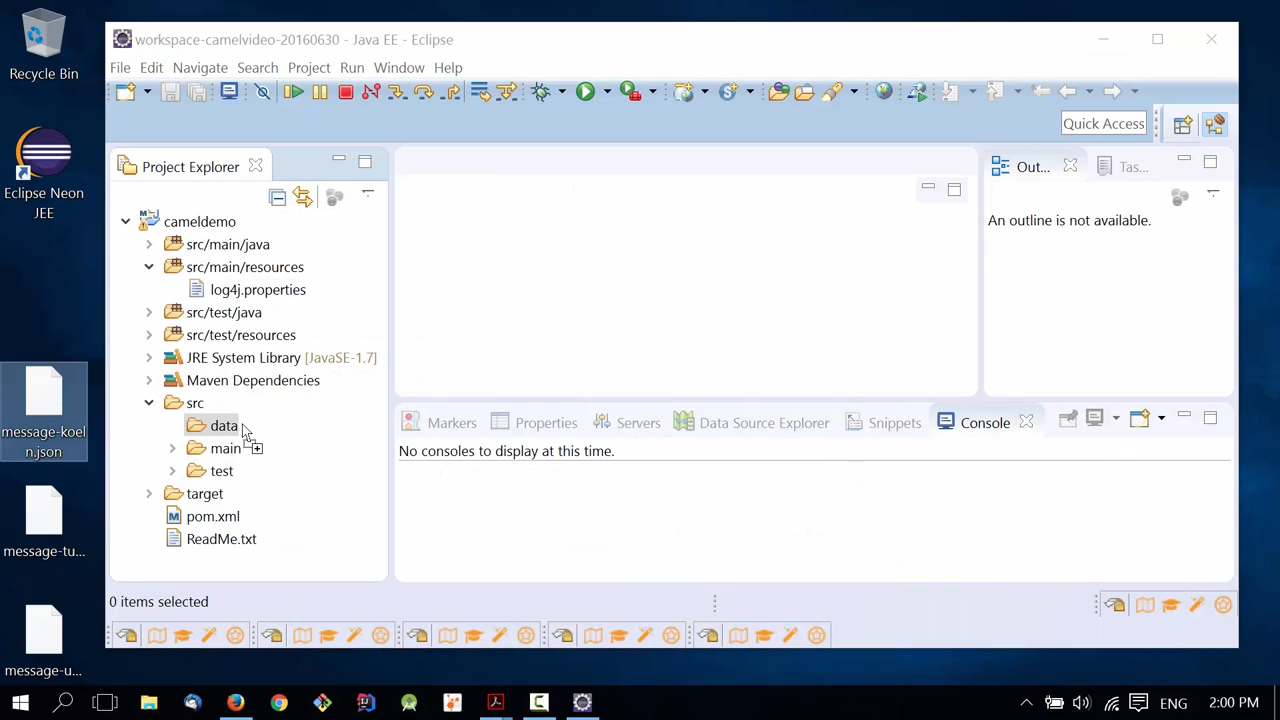 Recycle Bin
Eclipse Neon
JEE
message-koel
n.json
message-tu...
message-u...
workspace-camelvideo-20160630 - Java EE - Eclipse
File Edit Navigate Search Project Run Window Help
Quick Access
Project Explorer
cameldemo
src/main/java
src/main/resources
log4j.properties
src/test/java
src/test/resources
JRE System Library [JavaSE-1.7]
Maven Dependencies
src
data
main
test
target
pom.xml
ReadMe.txt
Out...
Tas...
An outline is not available.
Markers
Properties
Servers
Data Source Explorer
Snippets
Console
No consoles to display at this time.
0 items selected
ENG
2:00 PM